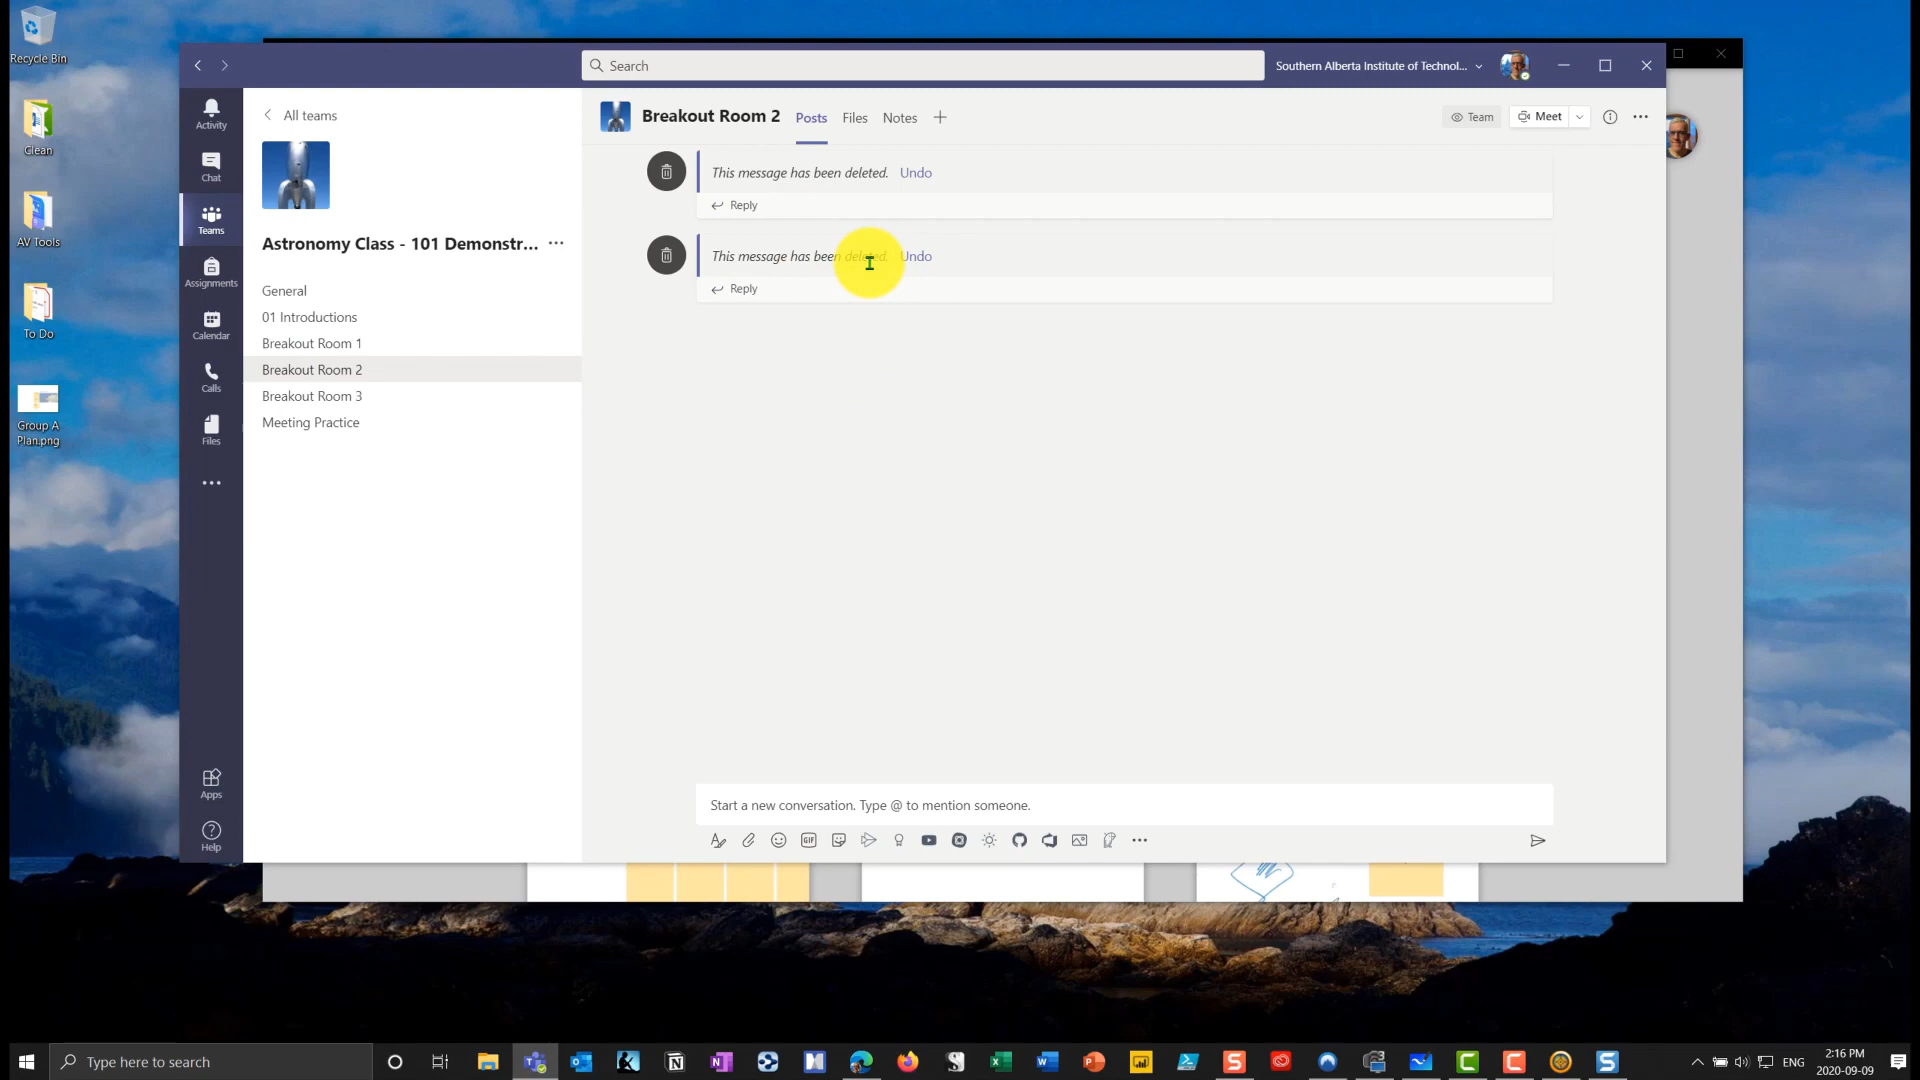 Recycle Bin
Clean
AV Tools
To Do
Group A
Plan.png
Search
Southern Alberta Institute of Technol...
Activity
Chat
Teams
Assignments
Calendar
Calls
Files
Apps
Help
All teams
Astronomy Class - 101 Demonstr...
General
01 Introductions
Breakout Room 1
Breakout Room 2
Breakout Room 3
Meeting Practice
Breakout Room 2
Posts
Files
Notes
Team
Meet
This message has been deleted. Undo
Reply
This message has been deleted. Undo
Reply
Start a new conversation. Type @ to mention someone.
GIF
Type here to search
ENG
2:16 PM
2020-09-09